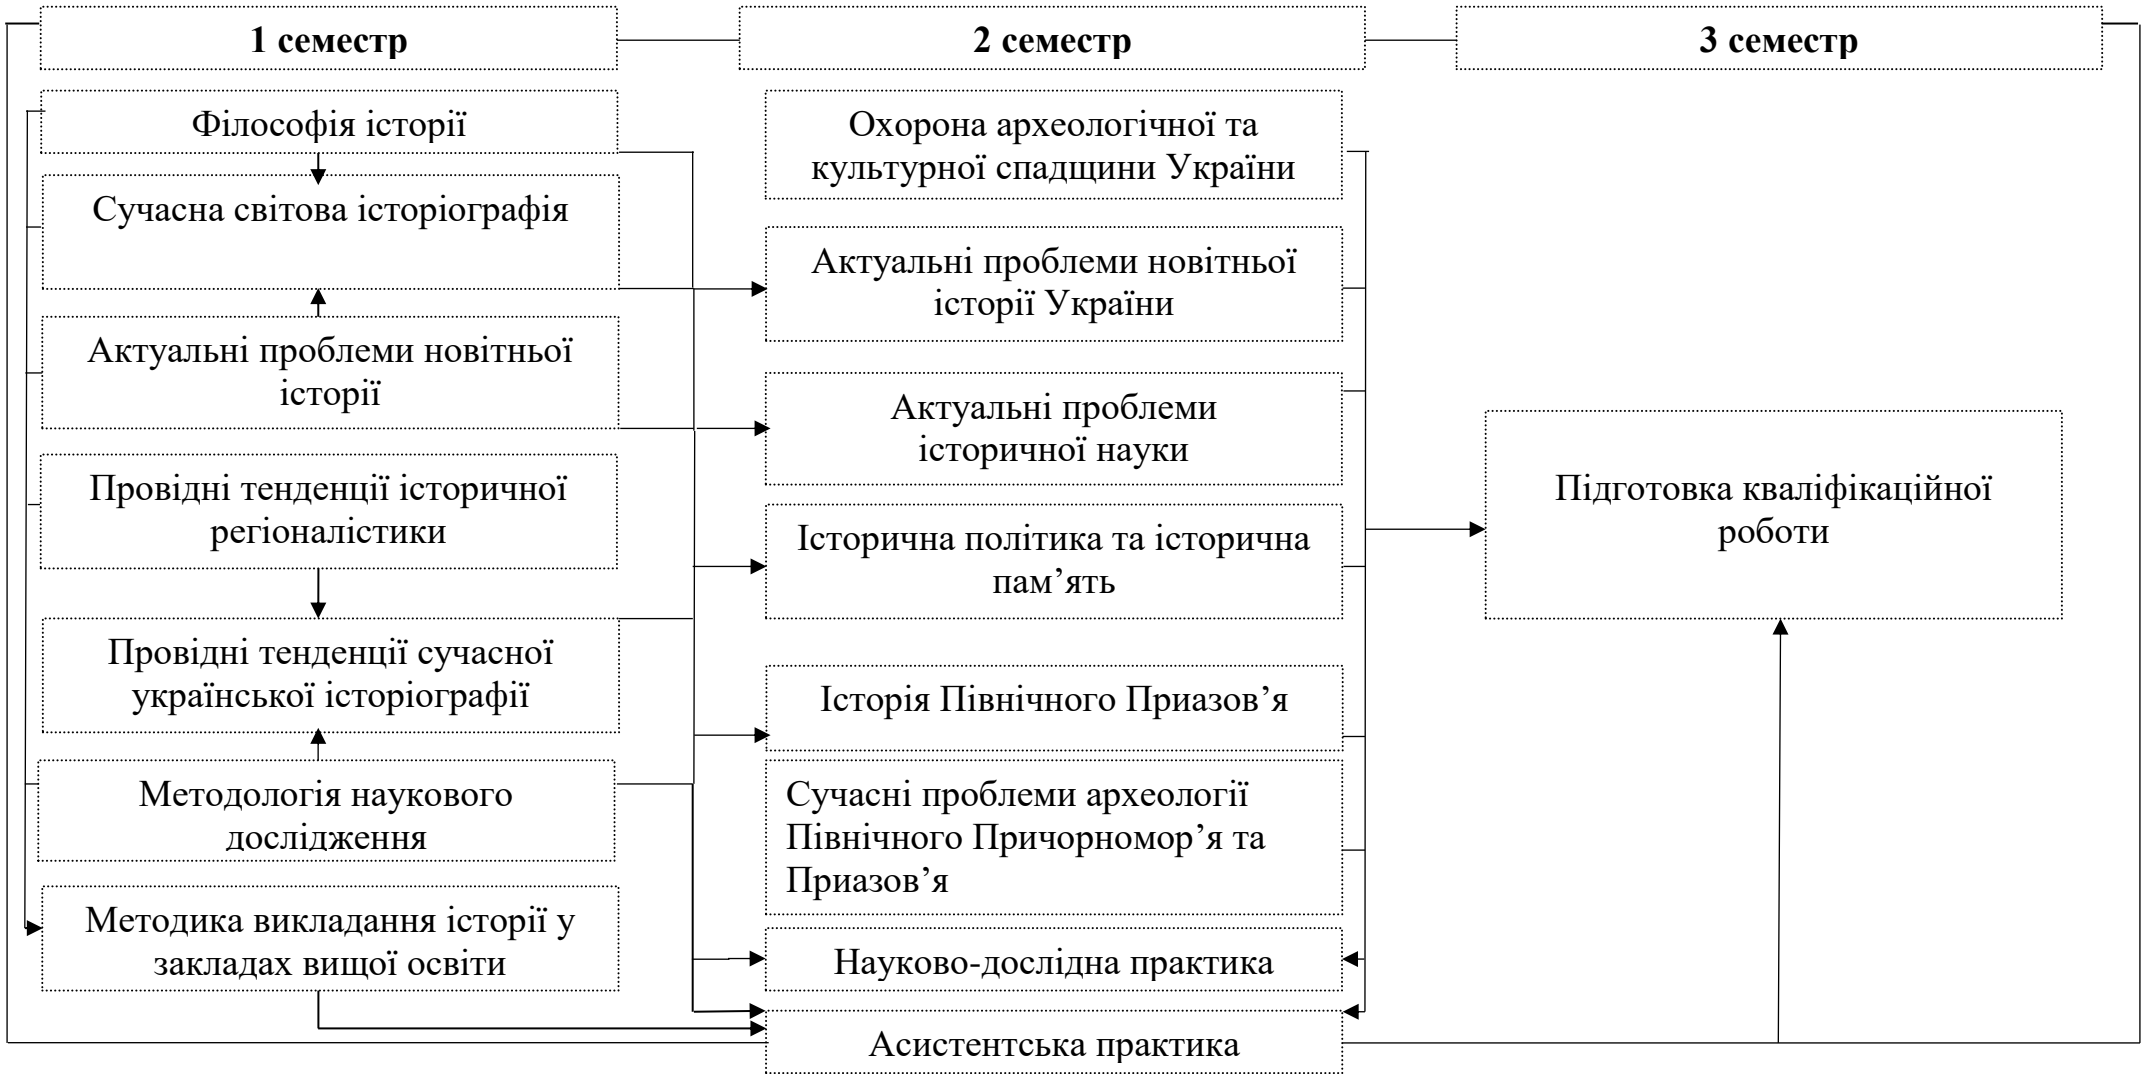 1 семестр
2 семестр
3 семестр
Філософія історії
Сучасна світова історіографія
Актуальні проблеми новітньої
історії
Провідні тенденції історичної
регіоналістики
Провідні тенденції сучасної
української історіографії
Методологія наукового
дослідження
Методика викладання історії у
закладах вищої освіти
Охорона археологічної та
культурної спадщини України
Актуальні проблеми новітньої
історії України
Актуальні проблеми
історичної науки
Історична політика та історична
пам’ять
Історія Північного Приазов’я
Сучасні проблеми археології
Північного Причорномор’я та
Приазов’я
Науково-дослідна практика
Асистентська практика
Підготовка кваліфікаційної
роботи